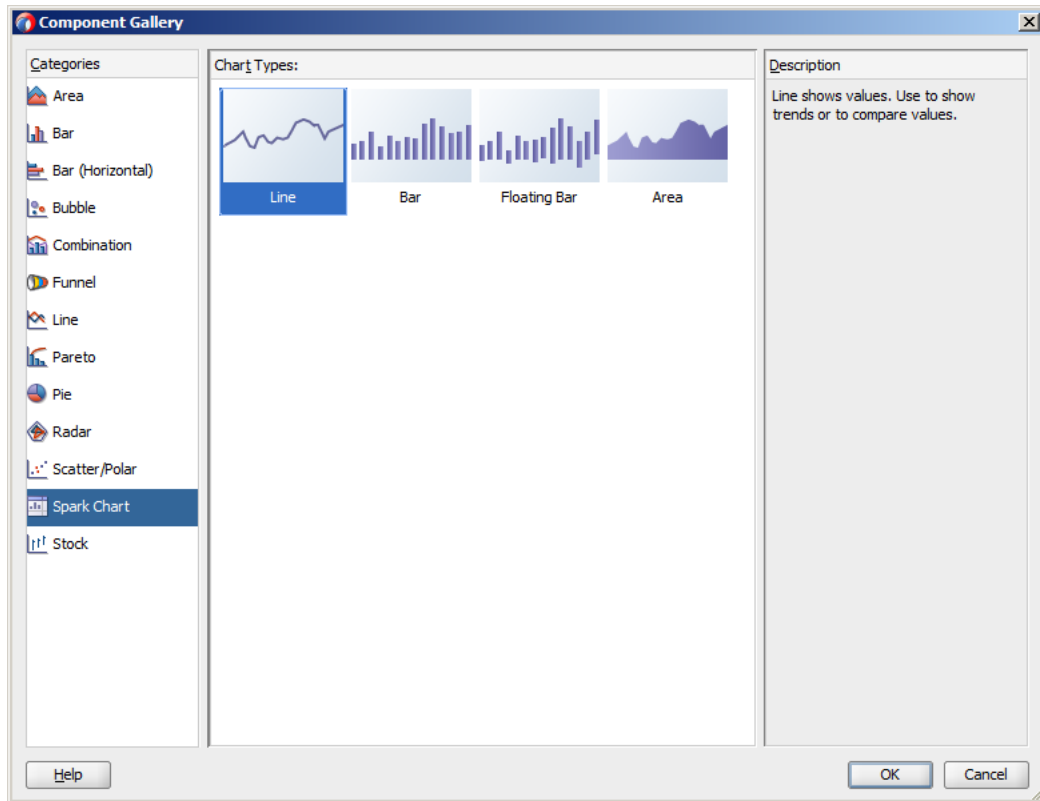 Component Gallery
Categories
Area
Bar
Bar (Horizontal)
Bubble
Combination
Funnel
Line
Pareto
Pie
Radar
Scatter/Polar
Spark Chart
Stock
Chart Types:
Line
Bar
Floating Bar
Area
Description
Line shows values. Use to show
trends or to compare values.
Help
OK
Cancel